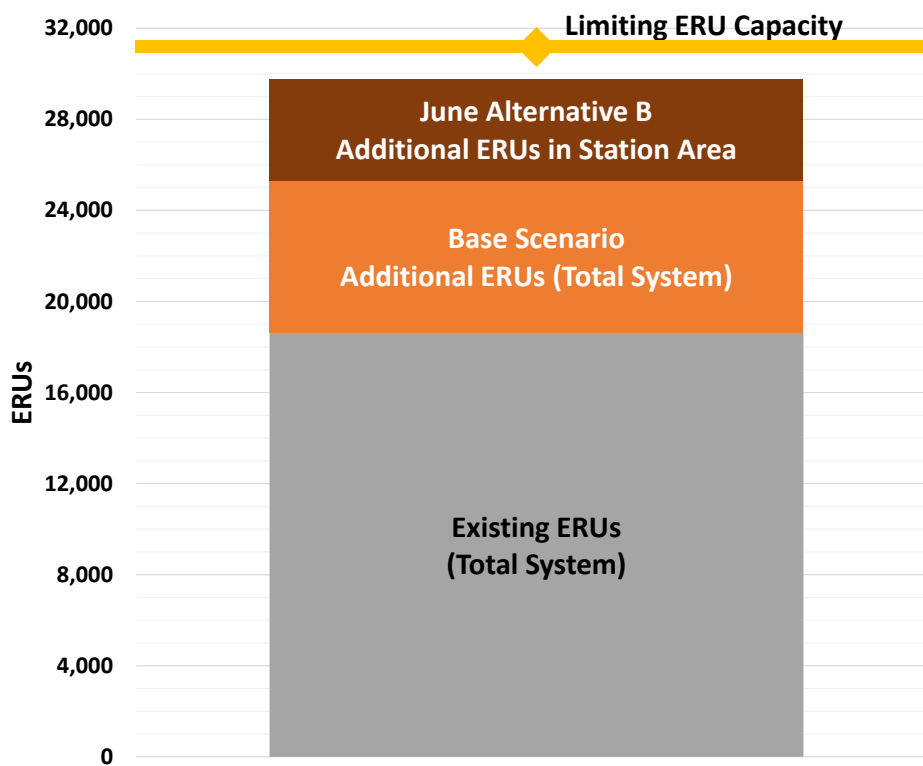 32,000
Limiting ERU Capacity
28,000
June Alternative B
Additional ERUs in Station Area
24,000
Base Scenario
Additional ERUs (Total System)
20,000
16,000
ERUs
12,000
Existing ERUs
(Total System)
8,000
4,000
0